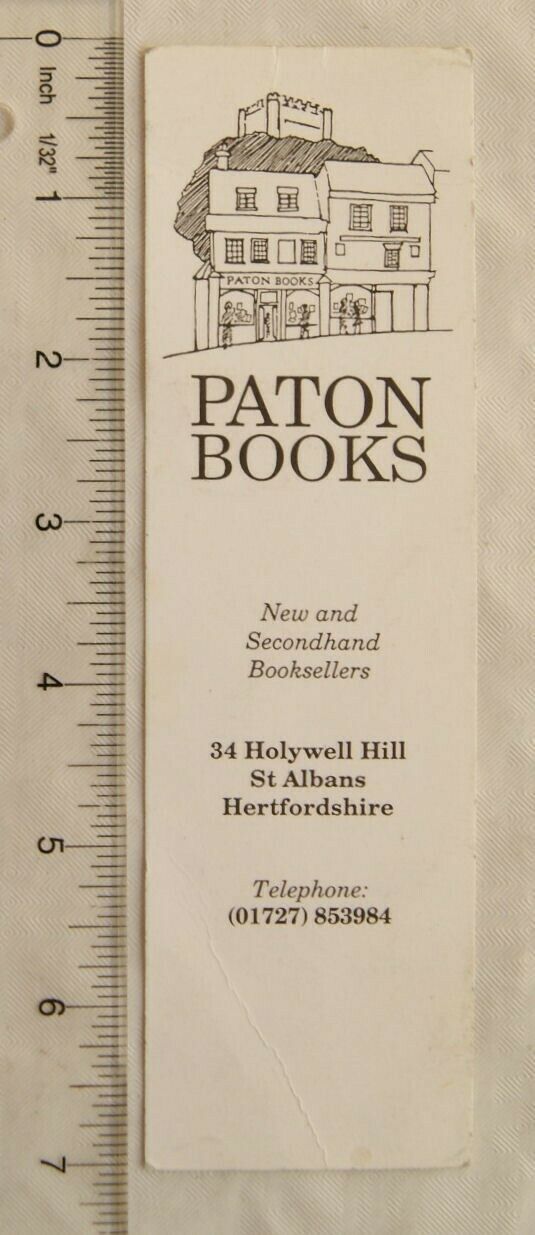 0
Inch 1/32"
1
2
3
4
5
6
7
PATON BOOKS
PATON
BOOKS
New and
Secondhand
Booksellers
34 Holywell Hill
St Albans
Hertfordshire
Telephone:
(01727) 853984